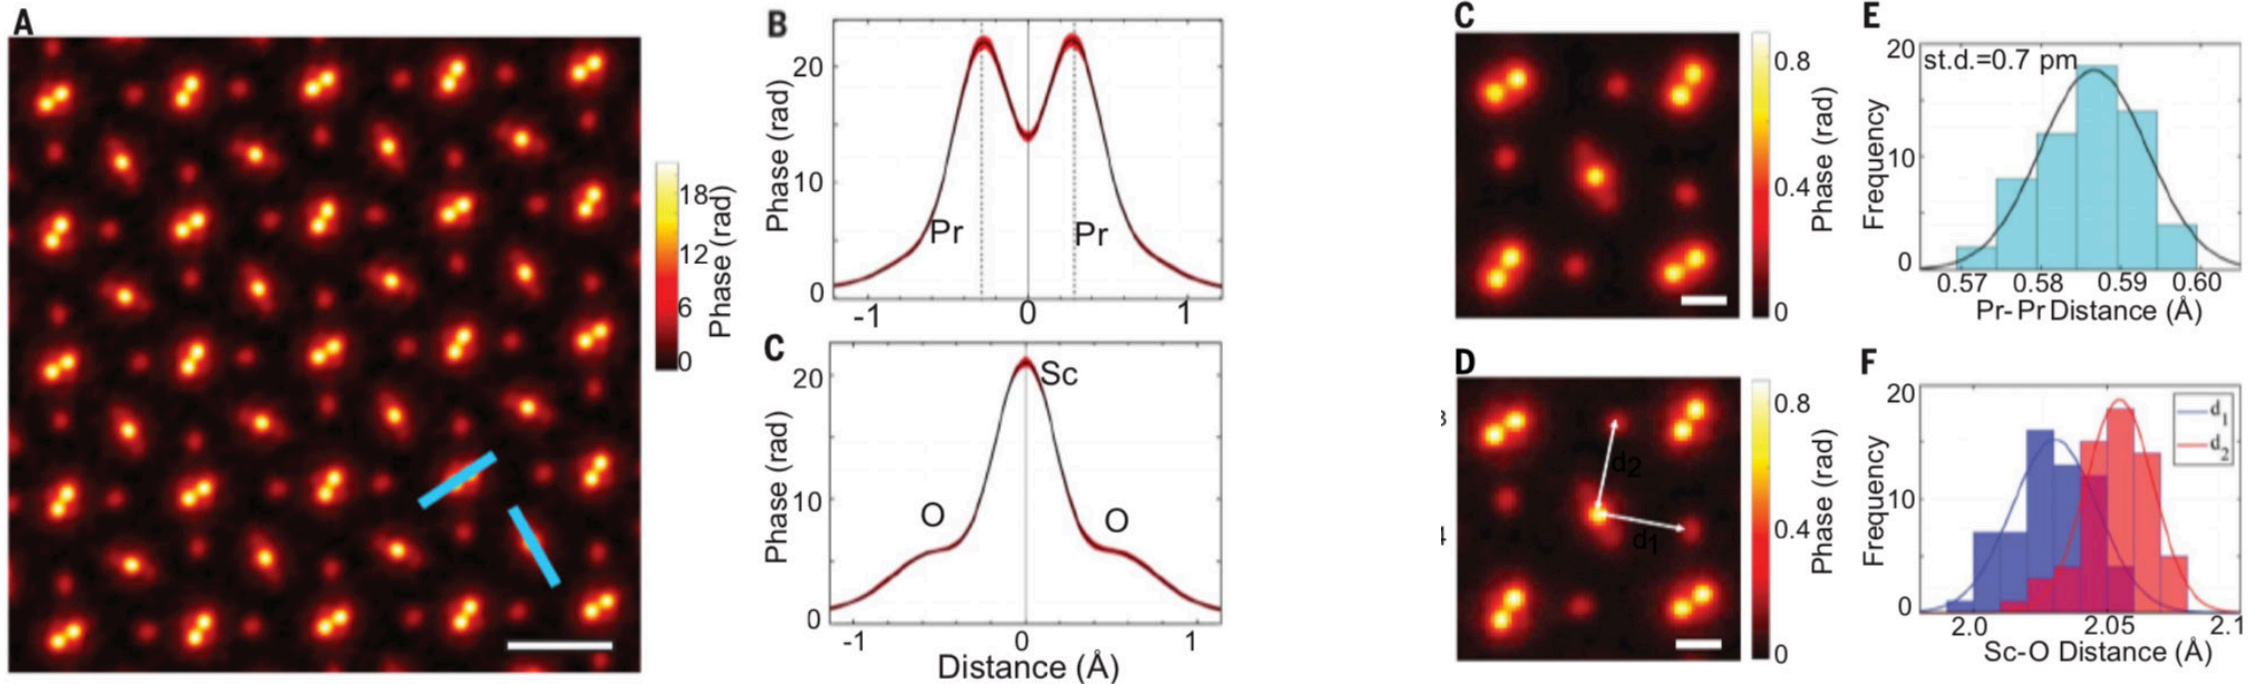 A
18
12
6
0
Phase (rad)
B
Phase (rad)
20
10
0
Pr
Pr
-1
0
1
C
Phase (rad)
20
10
0
Sc
O
O
-1
0
1
Distance (Å)
C
0.8
0.4
0
Phase (rad)
E
Frequency
20
10
0
st.d.=0.7 pm
0.57
0.58
0.59
0.60
Pr-Pr Distance (Å)
D
d2
d1
0.8
0.4
0
Phase (rad)
F
Frequency
20
10
0
d1
d2
2.0
2.05
2.1
Sc-O Distance (Å)